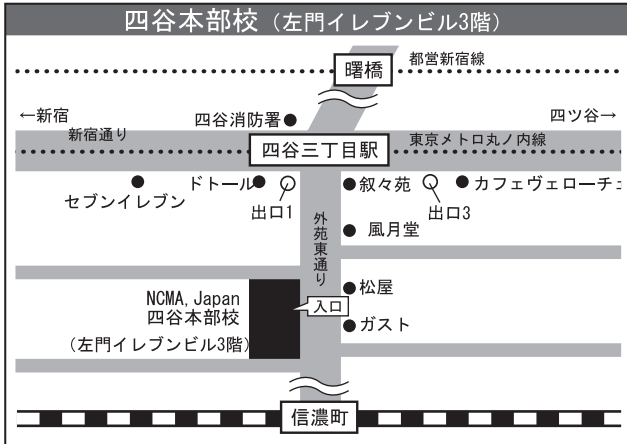 四谷本部校 (左門イレブンビル3階)
都営新宿線
曙橋
←新宿
四ツ谷→
四谷消防署
新宿通り
四谷三丁目駅
東京メトロ丸ノ内線
セブンイレブン
ドトール
出口1
叙々苑
出口3
カフェヴェローチェ
外苑東通り
風月堂
NCMA, Japan
四谷本部校
(左門イレブンビル3階)
入口
松屋
ガスト
信濃町